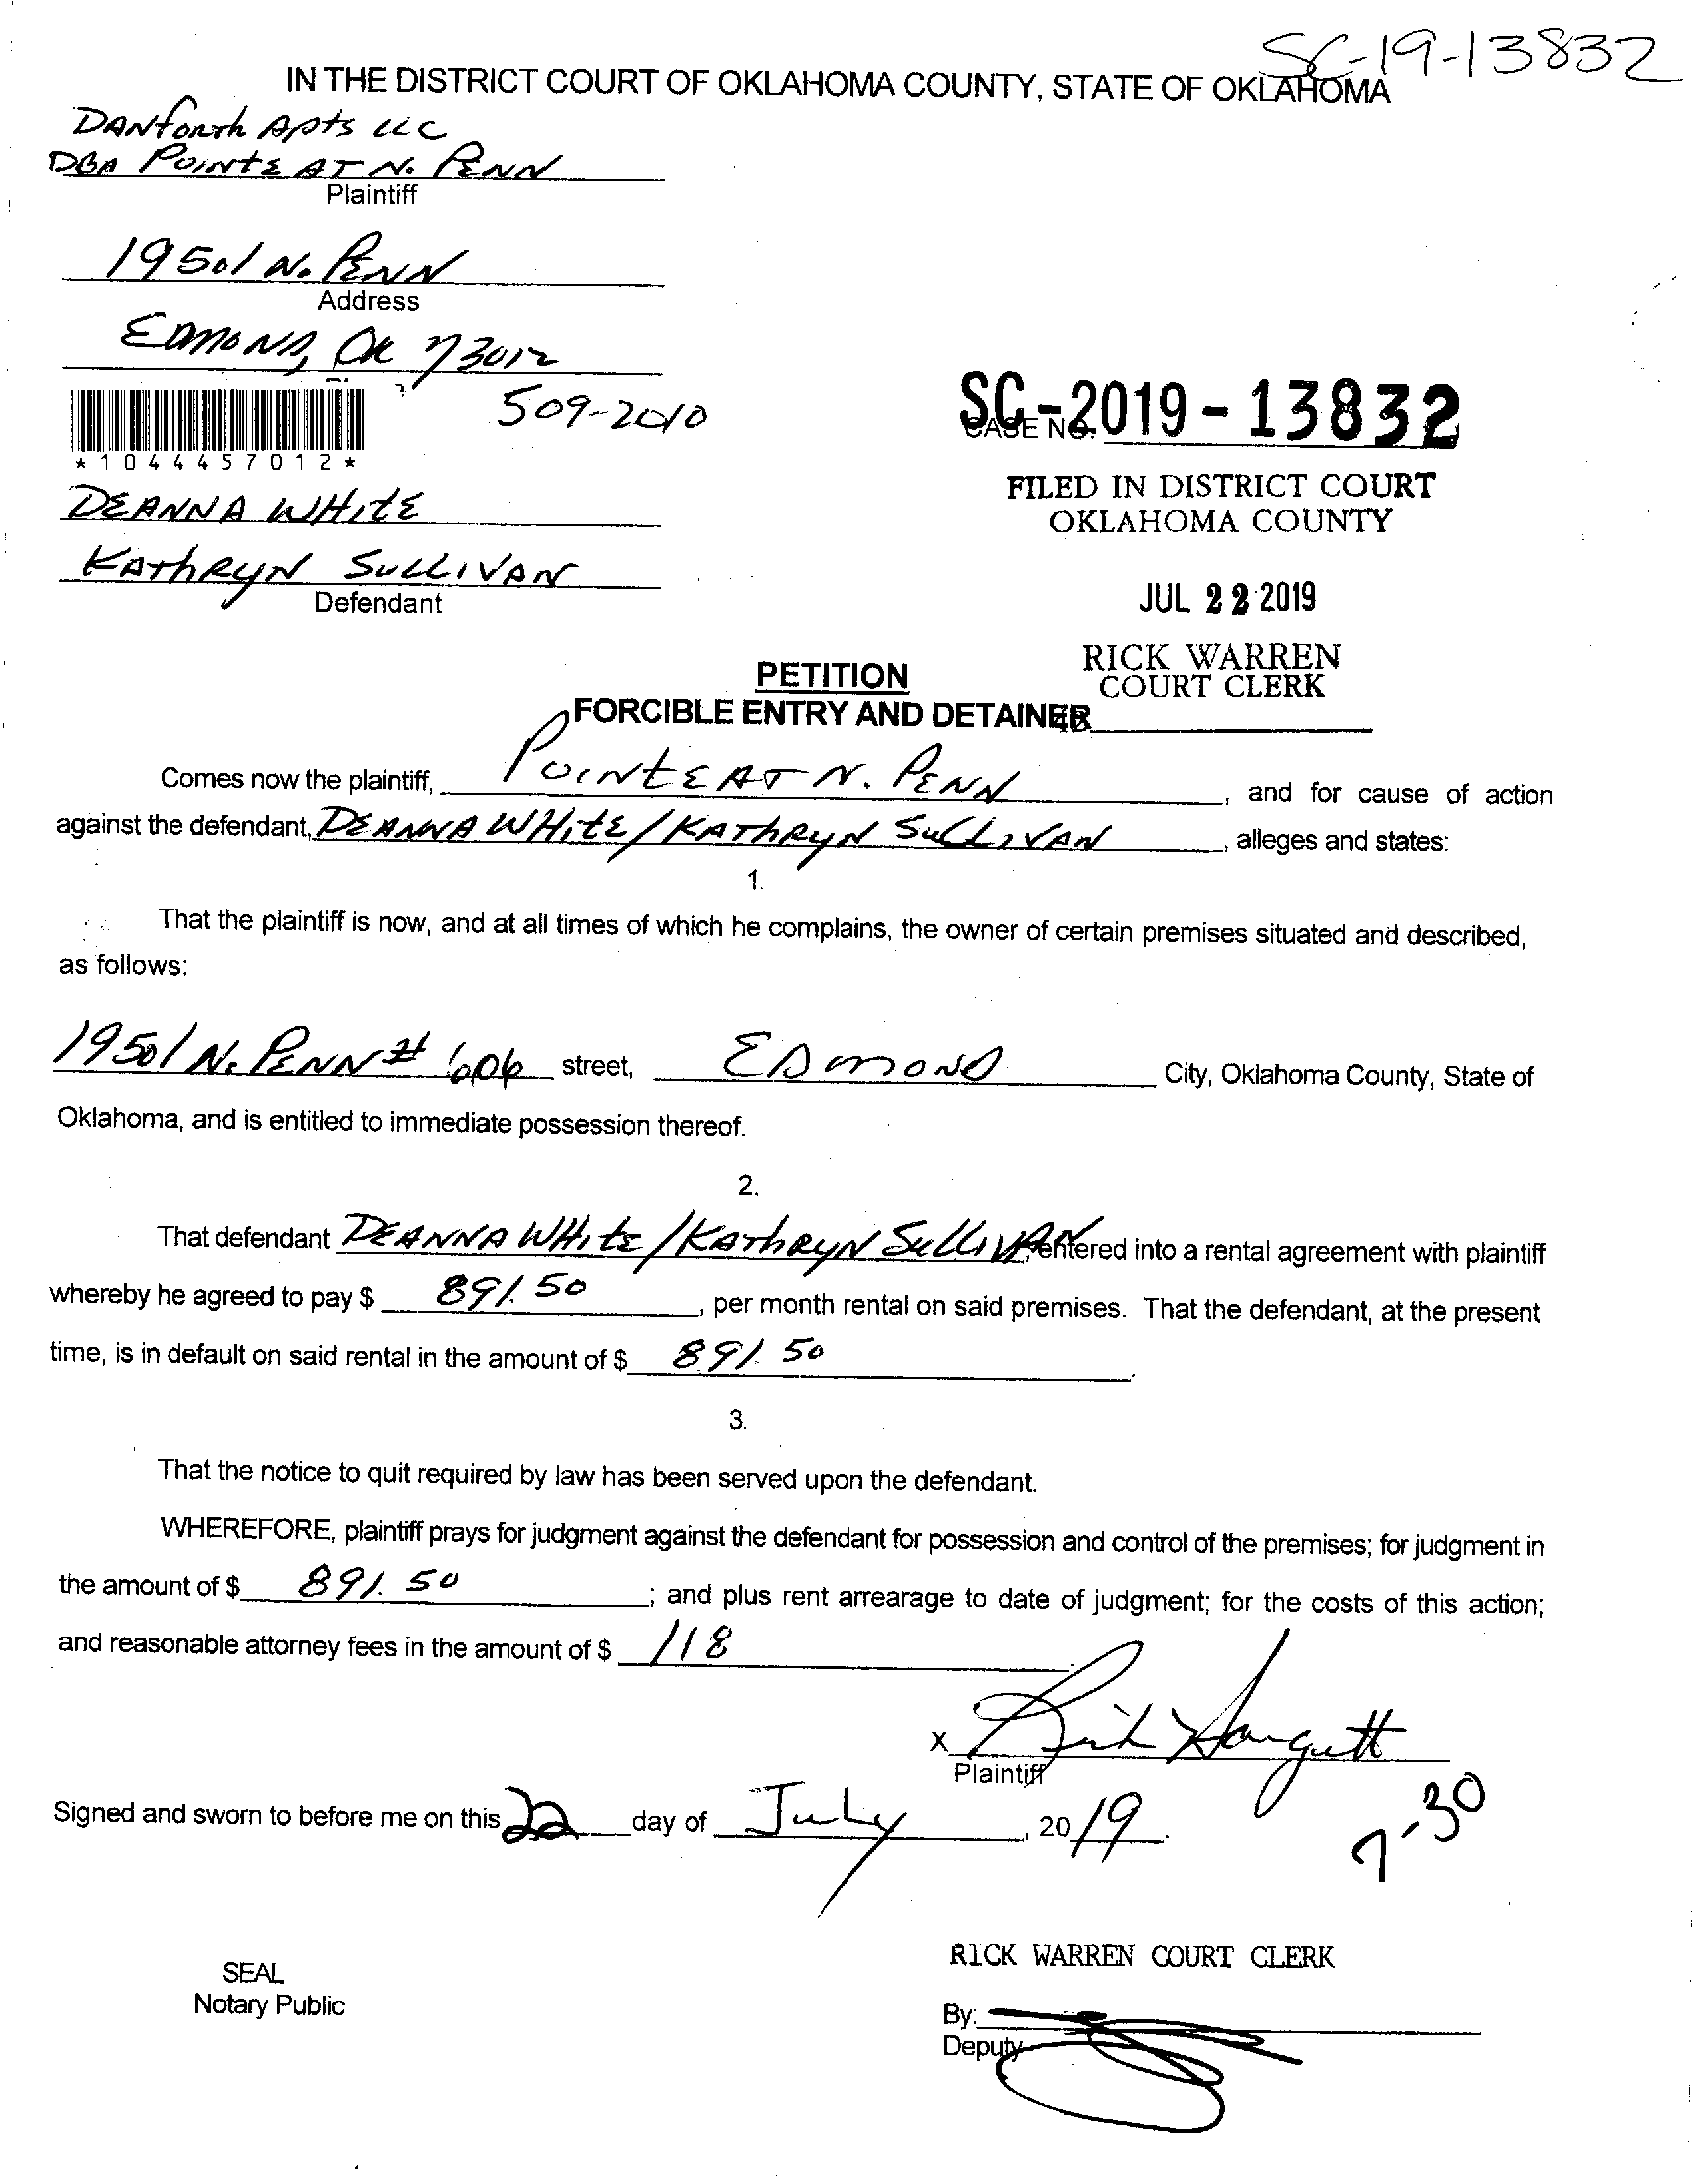 SC-19-13832
IN THE DISTRICT COURT OF OKLAHOMA COUNTY, STATE OF OKLAHOMA
DANforth Apts LLC
DBA POINTE AT N. PENN
Plaintiff
19501 N. PENN
Address
EDMOND, OK 73012
509-2010
SC-2019-13832
CASE NO.
*1044457012*
FILED IN DISTRICT COURT
OKLAHOMA COUNTY
DEANNA WHITE
KAThRYN SULLIVAN
Defendant
JUL 22 2019
RICK WARREN
COURT CLERK
PETITION
FORCIBLE ENTRY AND DETAINER
Comes now the plaintiff, POINTE AT N. PENN, and for cause of action
against the defendant, DEANNA WHITE/KAThRYN SULLIVAN, alleges and states:
1.
That the plaintiff is now, and at all times of which he complains, the owner of certain premises situated and described,
as follows:
19501 N. PENN # 606 street, EDMOND City, Oklahoma County, State of
Oklahoma, and is entitled to immediate possession thereof.
2.
That defendant DEANNA WHITE/KAThRYN SULLIVAN entered into a rental agreement with plaintiff
whereby he agreed to pay $ 891.50, per month rental on said premises. That the defendant, at the present
time, is in default on said rental in the amount of $ 891.50.
3.
That the notice to quit required by law has been served upon the defendant.
WHEREFORE, plaintiff prays for judgment against the defendant for possession and control of the premises; for judgment in
the amount of $ 891.50; and plus rent arrearage to date of judgment; for the costs of this action;
and reasonable attorney fees in the amount of $ 118.
X
Plaintiff
Signed and sworn to before me on this 22 day of July, 2019.
7-30
RICK WARREN COURT CLERK
SEAL
Notary Public
By:
Deputy